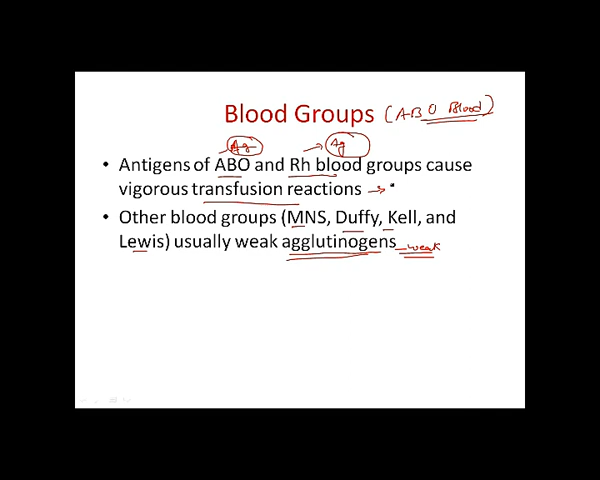 Blood Groups (ABO Blood)
Ag Ag
• Antigens of ABO and Rh blood groups cause
vigorous transfusion reactions →
• Other blood groups (MNS, Duffy, Kell, and
Lewis) usually weak agglutinogens weak